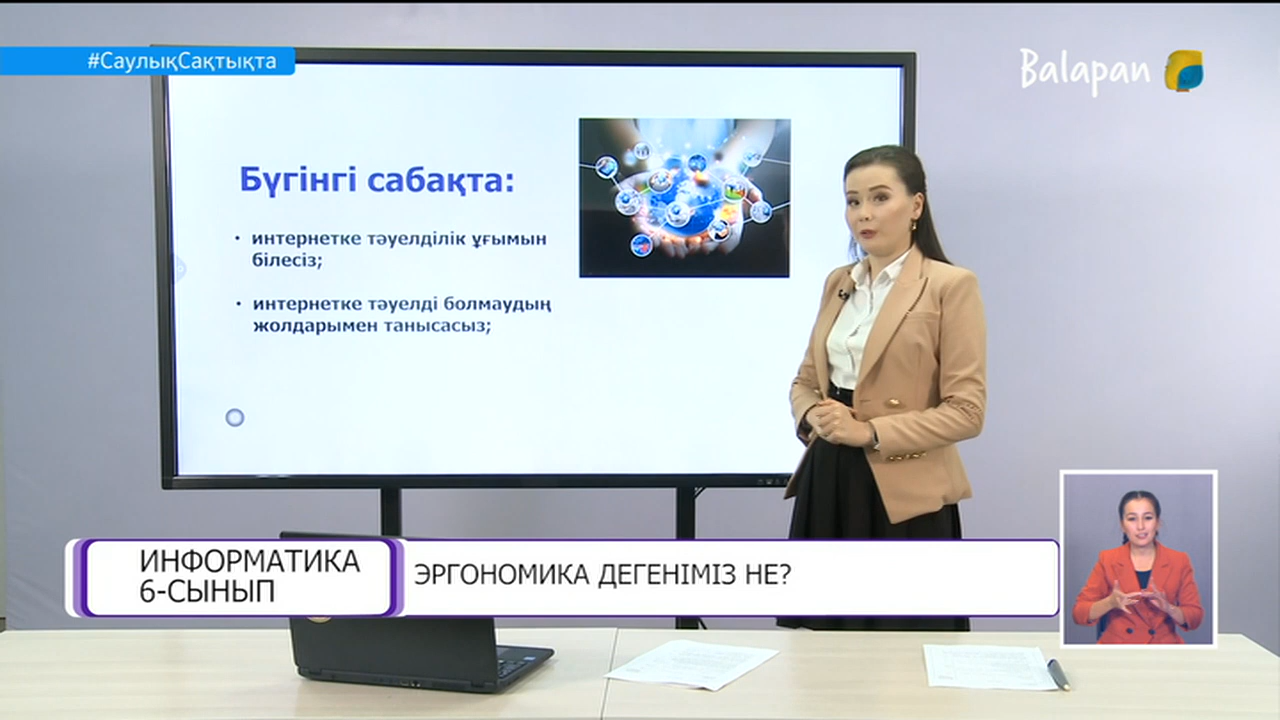 #СаулықСақтықта
Balapan
Бүгінгі сабақта:
• интернетке тәуелділік ұғымын
білесіз;
• интернетке тәуелді болмаудың
жолдарымен танысасыз;
ИНФОРМАТИКА
6-СЫНЫП
ЭРГОНОМИКА ДЕГЕНІМІЗ НЕ?